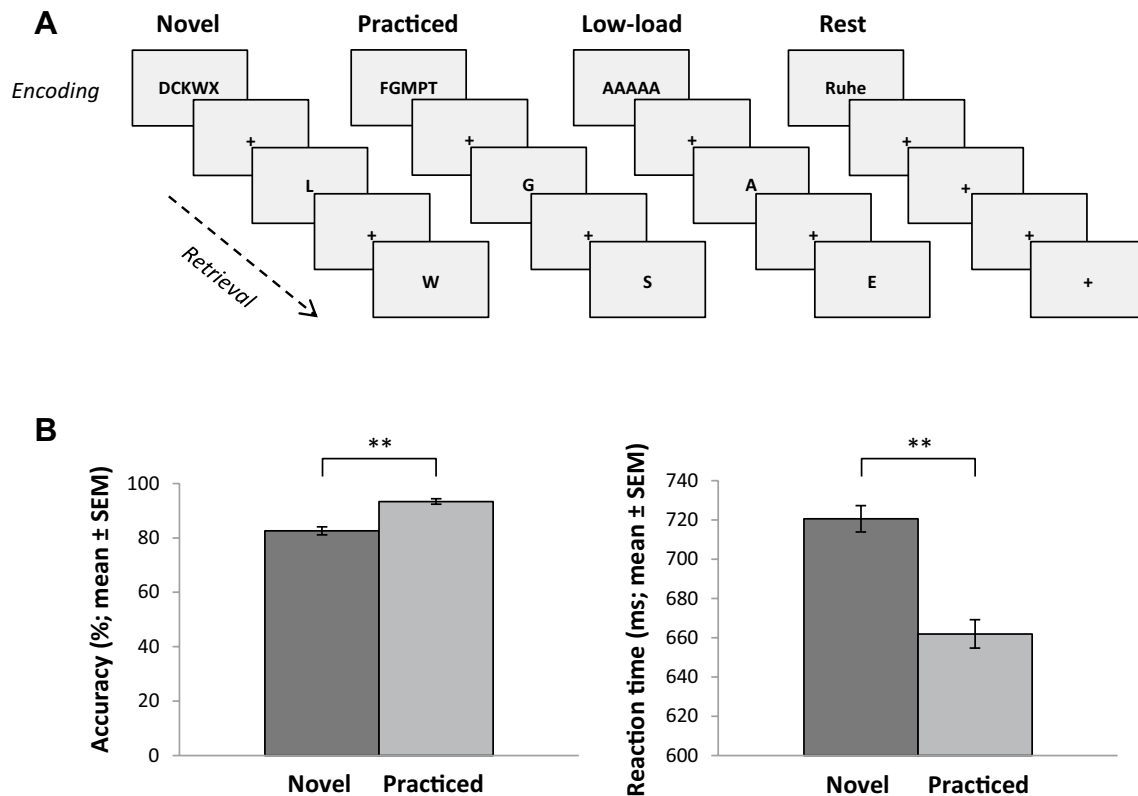 A
Novel Practiced Low-load Rest
Encoding
DCKWX FGMPT AAAAA Ruhe
+ + + +
L G A +
+ + + +
W S E +
Retrieval
B
** **
Accuracy (%; mean ± SEM)
100
80
60
40
20
0
Novel Practiced
Reaction time (ms; mean ± SEM)
740
720
700
680
660
640
620
600
Novel Practiced